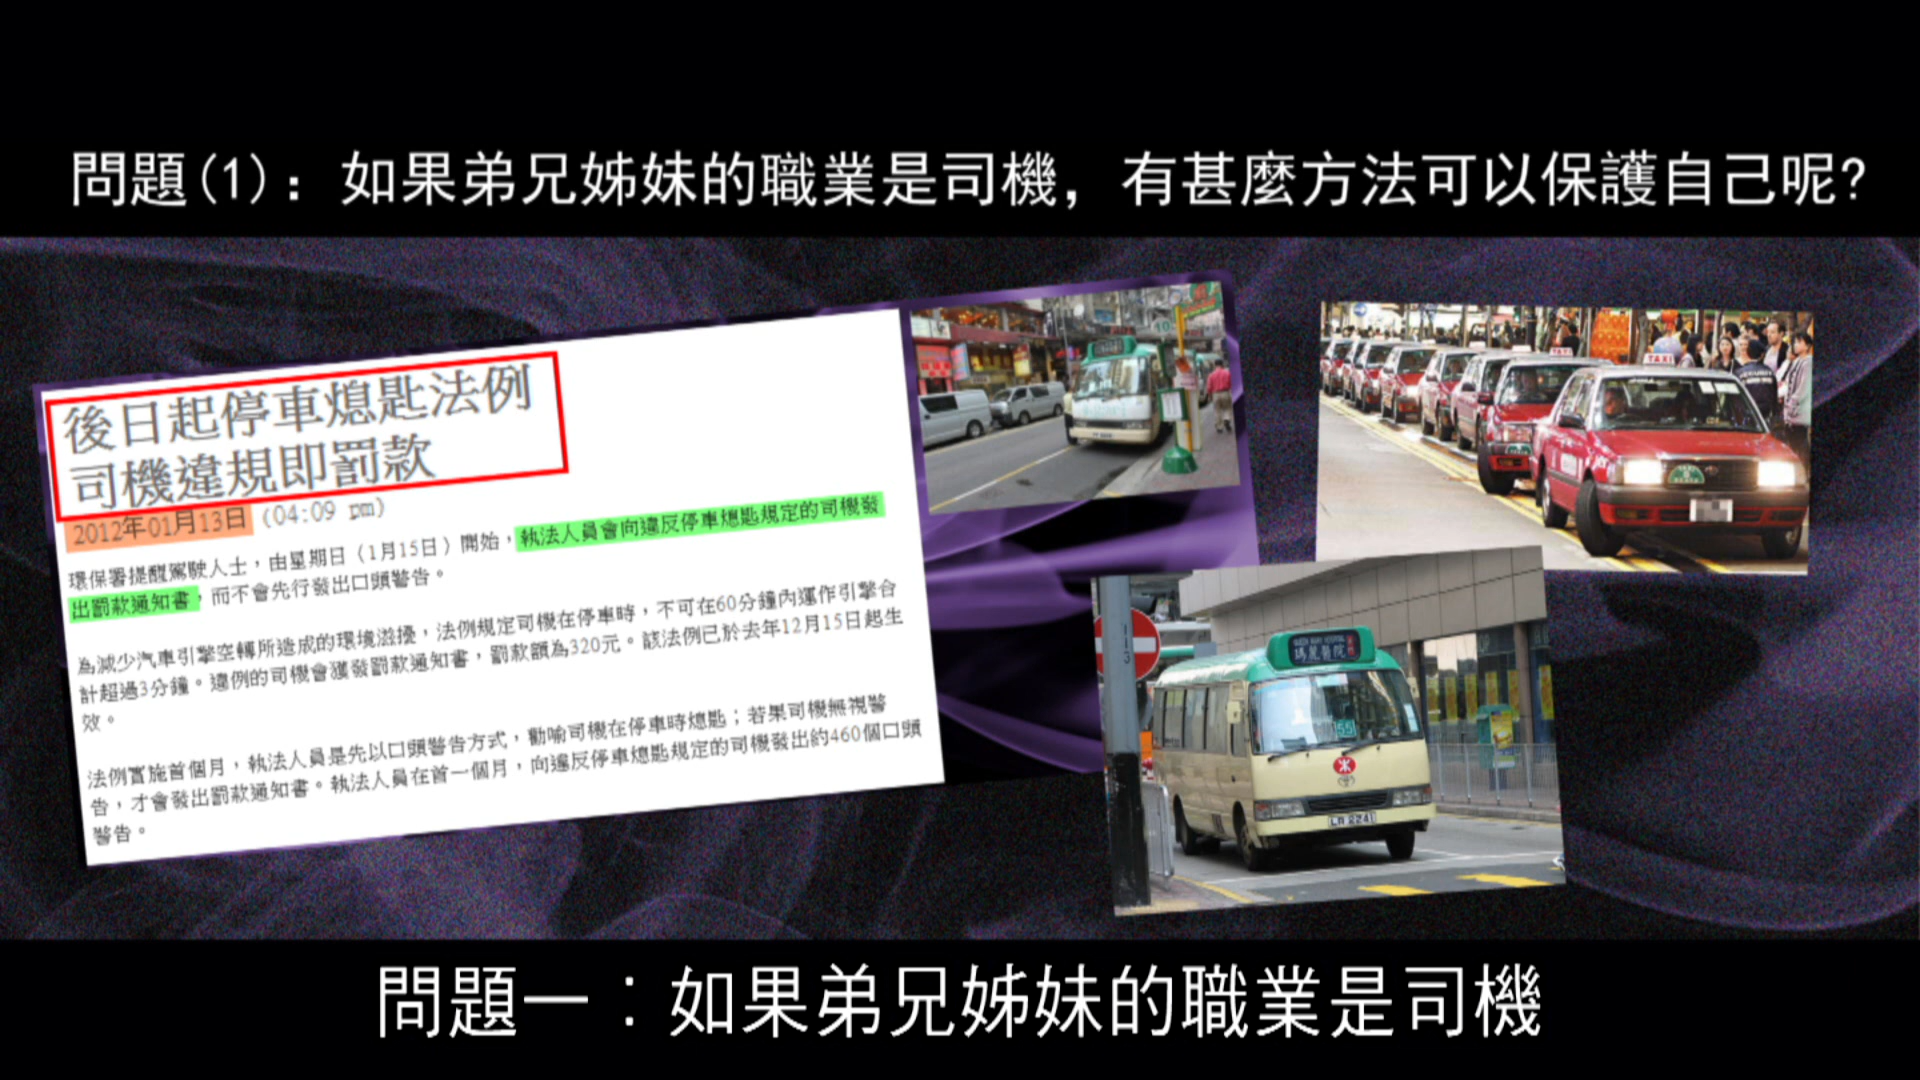 問題(1)：如果弟兄姊妹的職業是司機，有甚麼方法可以保護自己呢?
後日起停車熄匙法例
司機違規即罰款
2012年01月13日 (04:09 pm)
環保署提醒駕駛人士，由星期日（1月15日）開始，執法人員會向違反停車熄匙規定的司機發
出罰款通知書，而不會先行發出口頭警告。
為減少汽車引擎空轉所造成的環境滋擾，法例規定司機在停車時，不可在60分鐘內運作引擎合
計超過3分鐘。違例的司機會獲發罰款通知書，罰款額為320元。該法例已於去年12月15日起生
效。
法例實施首個月，執法人員是先以口頭警告方式，勸喻司機在停車時熄匙；若果司機無視警
告，才會發出罰款通知書。執法人員在首一個月，向違反停車熄匙規定的司機發出約460個口頭
警告。
TAXI
TAXI
QUEEN MARY HOSPITAL
瑪麗醫院
55
LR 2241
問題一：如果弟兄姊妹的職業是司機